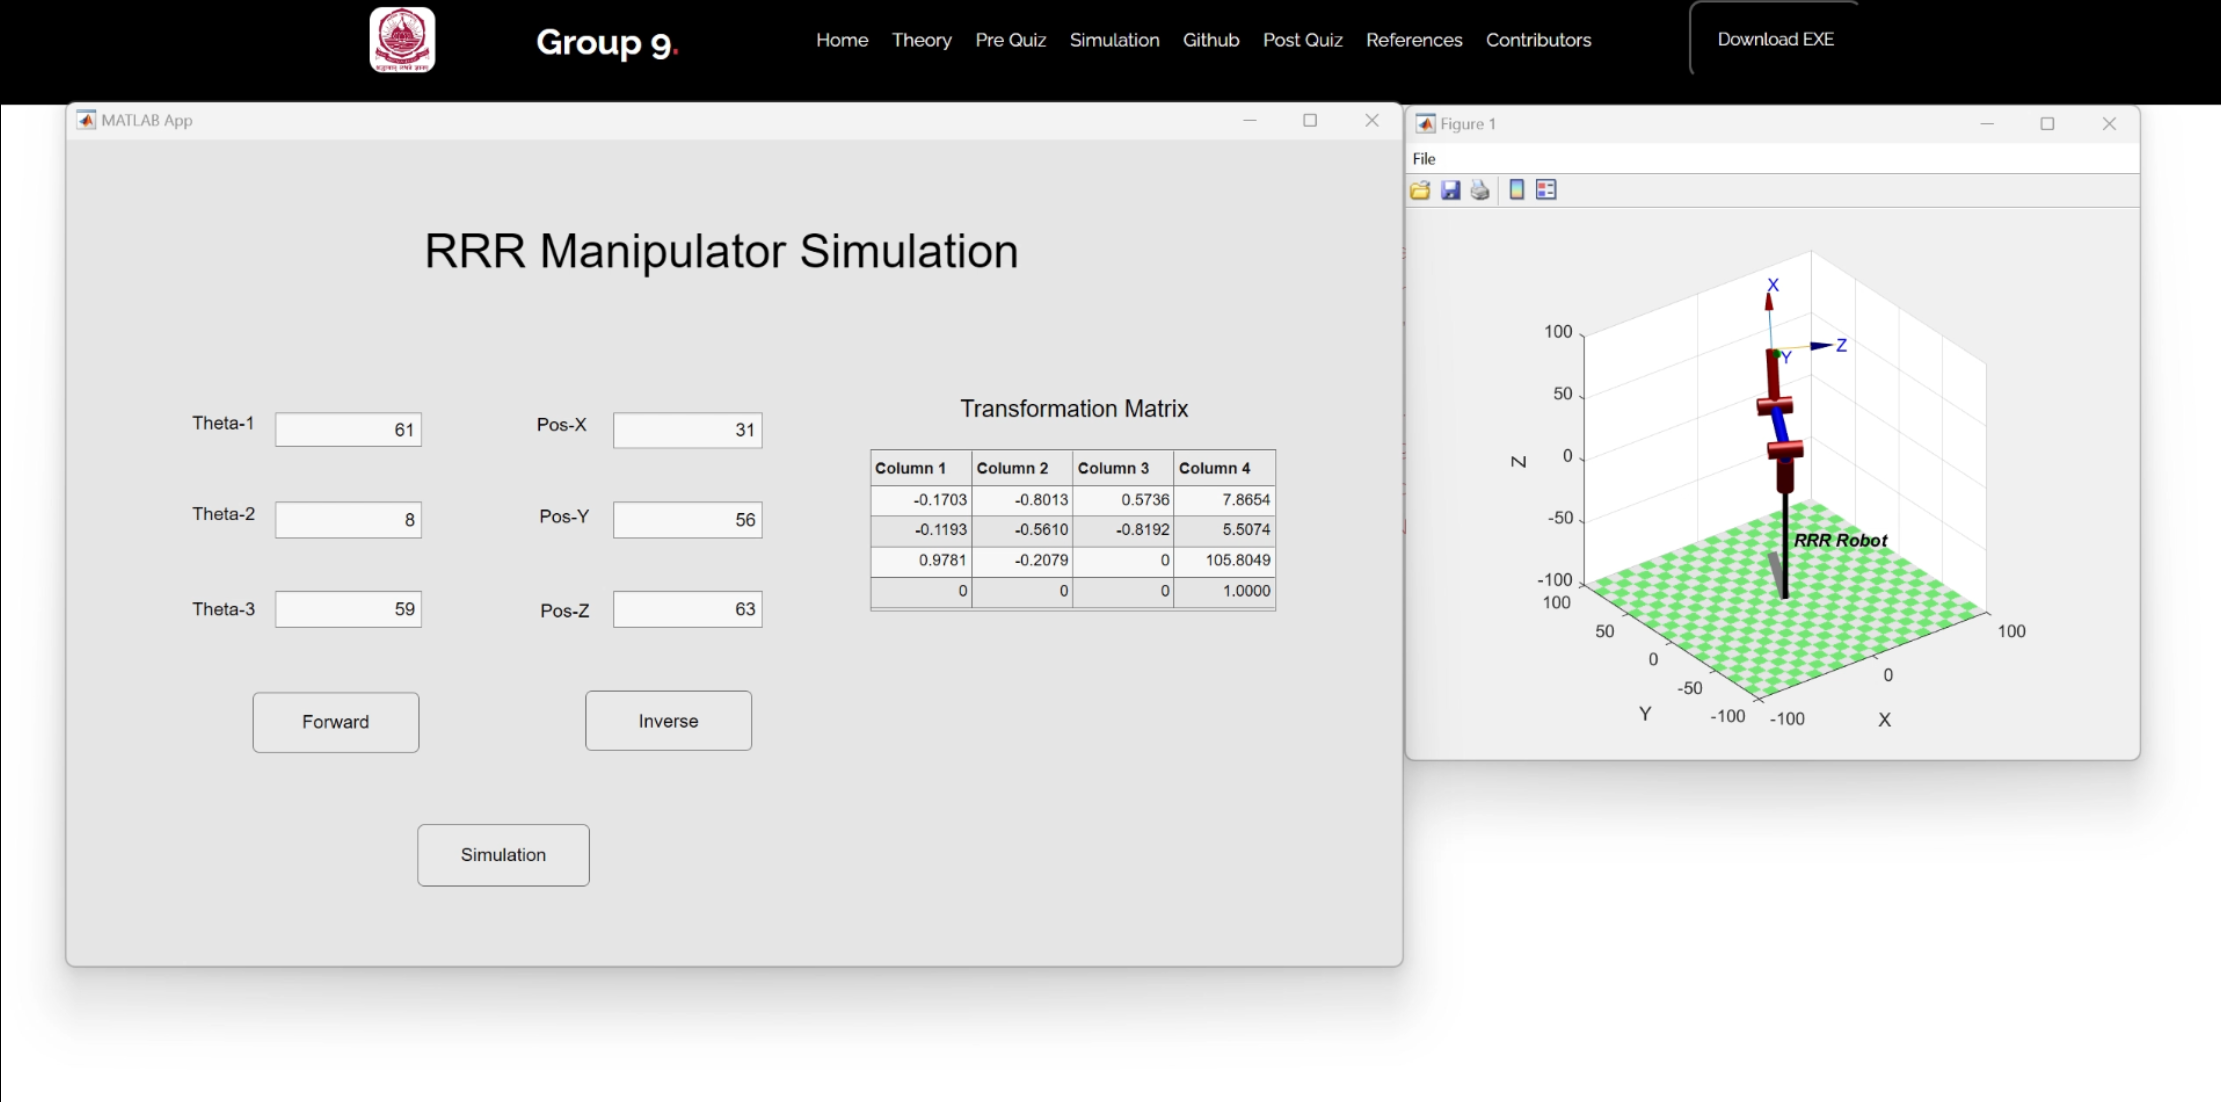 Group 9.
Home Theory Pre Quiz Simulation Github Post Quiz References Contributors
Download EXE
MATLAB App
RRR Manipulator Simulation
Theta-1 61
Pos-X 31
Theta-2 8
Pos-Y 56
Theta-3 59
Pos-Z 63
Forward
Inverse
Simulation
Transformation Matrix
Column 1 Column 2 Column 3 Column 4
-0.1703 -0.8013 0.5736 7.8654
-0.1193 -0.5610 -0.8192 5.5074
0.9781 -0.2079 0 105.8049
0 0 0 1.0000
Figure 1
File
X
Z
Y
100
50
0
-50
-100
Z
RRR Robot
100
50
0
-50
-100
Y
-100
0
100
X